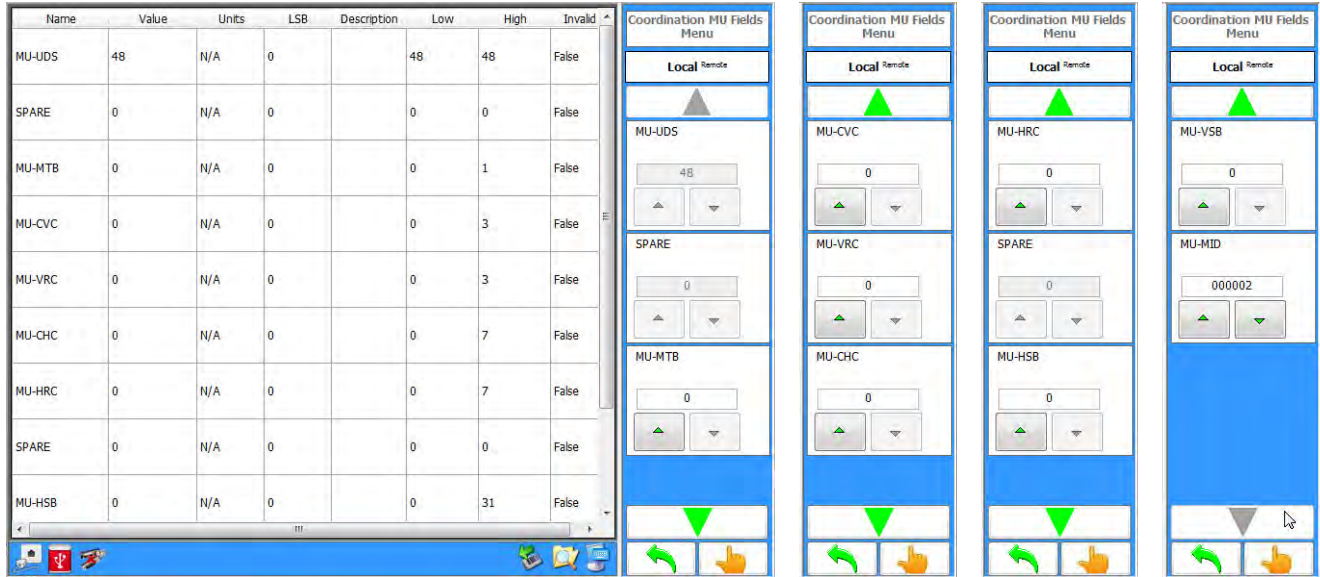 Name Value Units LSB Description Low High Invalid
MU-UDS 48 N/A 0 48 48 False
SPARE 0 N/A 0 0 0 False
MU-MTB 0 N/A 0 0 1 False
MU-CVC 0 N/A 0 0 3 False
MU-VRC 0 N/A 0 0 3 False
MU-CHC 0 N/A 0 0 7 False
MU-HRC 0 N/A 0 0 7 False
SPARE 0 N/A 0 0 0 False
MU-HSB 0 N/A 0 0 31 False
Coordination MU Fields
Menu
Local Remote
MU-UDS
48
SPARE
0
MU-MTB
0
Coordination MU Fields
Menu
Local Remote
MU-CVC
0
MU-VRC
0
MU-CHC
0
Coordination MU Fields
Menu
Local Remote
MU-HRC
0
SPARE
0
MU-HSB
0
Coordination MU Fields
Menu
Local Remote
MU-VSB
0
MU-MID
000002